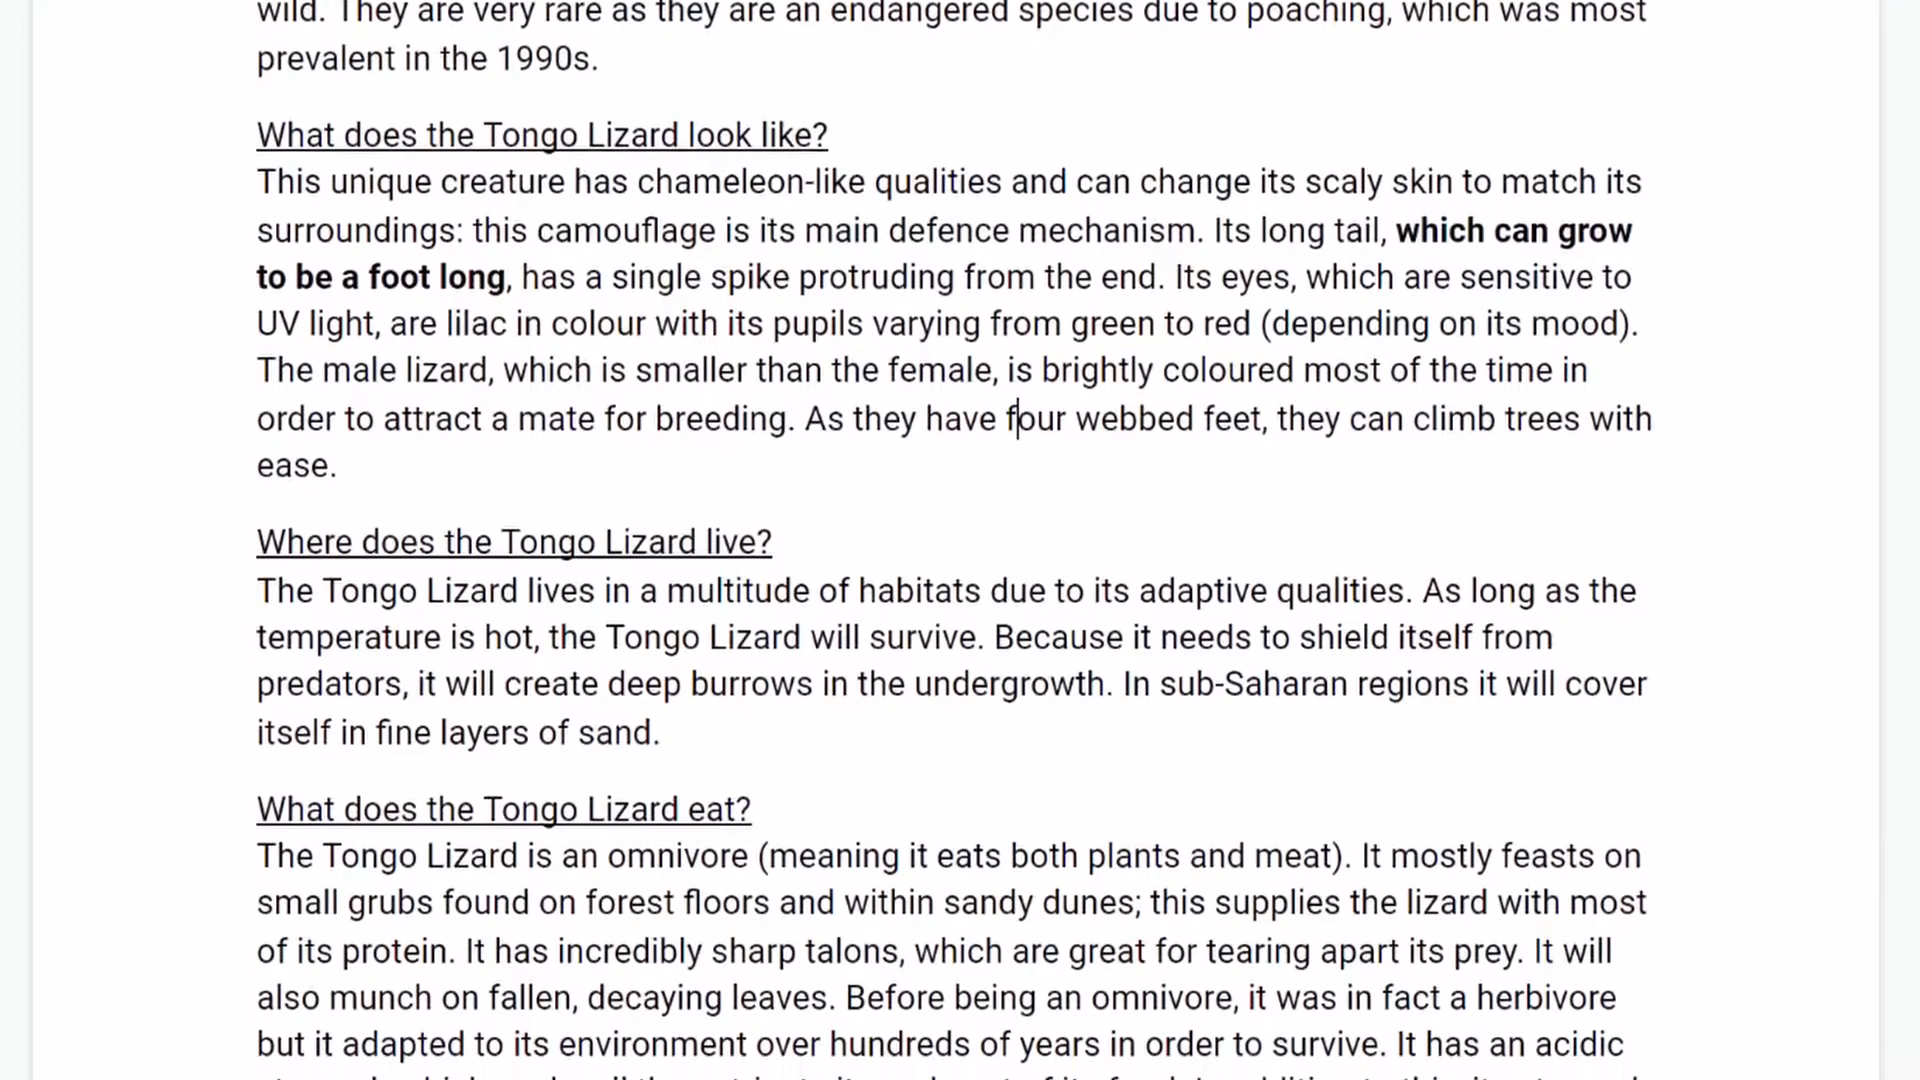 wild. They are very rare as they are an endangered species due to poaching, which was most
prevalent in the 1990s.
What does the Tongo Lizard look like?
This unique creature has chameleon-like qualities and can change its scaly skin to match its
surroundings: this camouflage is its main defence mechanism. Its long tail, which can grow
to be a foot long, has a single spike protruding from the end. Its eyes, which are sensitive to
UV light, are lilac in colour with its pupils varying from green to red (depending on its mood).
The male lizard, which is smaller than the female, is brightly coloured most of the time in
order to attract a mate for breeding. As they have four webbed feet, they can climb trees with
ease.
Where does the Tongo Lizard live?
The Tongo Lizard lives in a multitude of habitats due to its adaptive qualities. As long as the
temperature is hot, the Tongo Lizard will survive. Because it needs to shield itself from
predators, it will create deep burrows in the undergrowth. In sub-Saharan regions it will cover
itself in fine layers of sand.
What does the Tongo Lizard eat?
The Tongo Lizard is an omnivore (meaning it eats both plants and meat). It mostly feasts on
small grubs found on forest floors and within sandy dunes; this supplies the lizard with most
of its protein. It has incredibly sharp talons, which are great for tearing apart its prey. It will
also munch on fallen, decaying leaves. Before being an omnivore, it was in fact a herbivore
but it adapted to its environment over hundreds of years in order to survive. It has an acidic